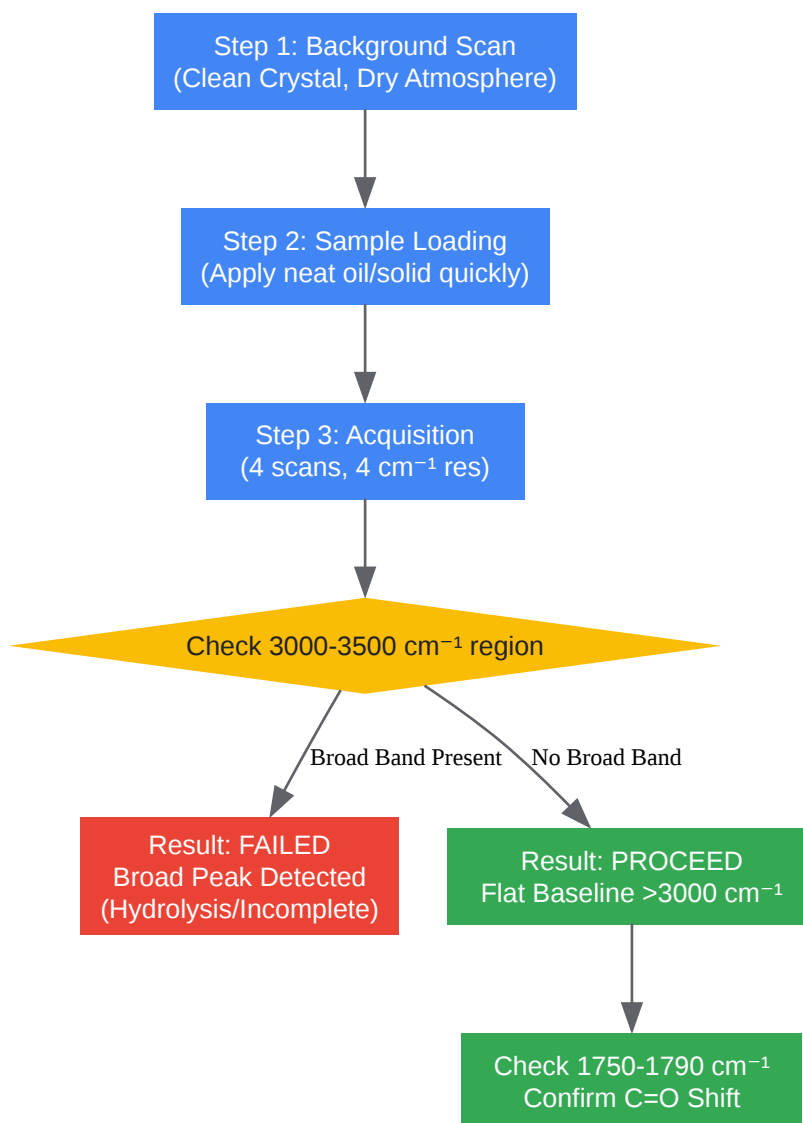 Step 1: Background Scan
(Clean Crystal, Dry Atmosphere)
Step 2: Sample Loading
(Apply neat oil/solid quickly)
Step 3: Acquisition
(4 scans, 4 cm⁻¹ res)
Check 3000-3500 cm⁻¹ region
Broad Band Present
No Broad Band
Result: FAILED
Broad Peak Detected
(Hydrolysis/Incomplete)
Result: PROCEED
Flat Baseline >3000 cm⁻¹
Check 1750-1790 cm⁻¹
Confirm C=O Shift